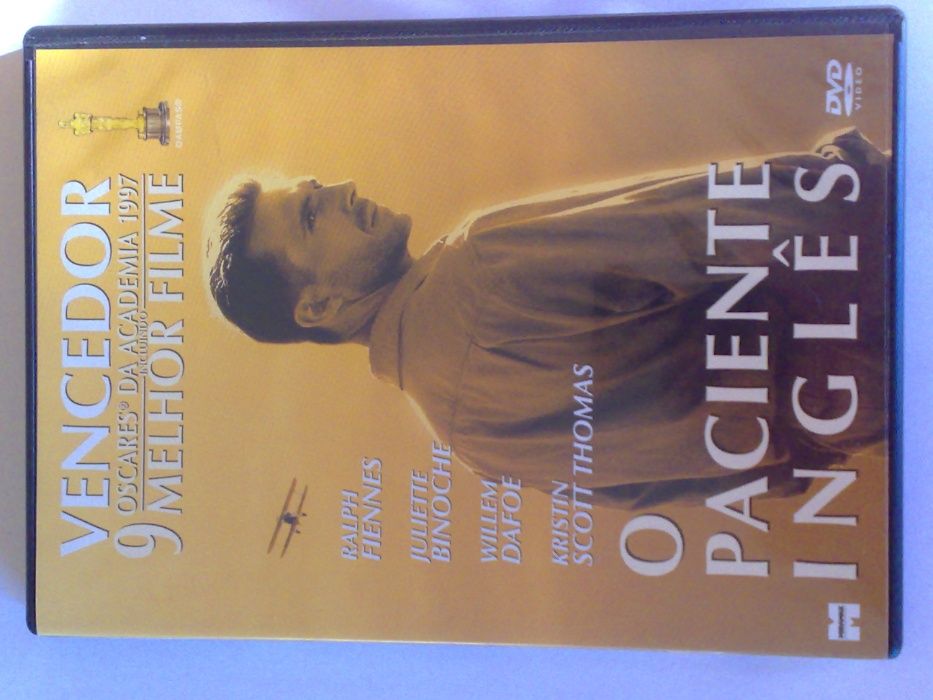 VENCEDOR
9 OSCARES® DA ACADEMIA 1997
INCLUINDO
MELHOR FILME
©AMPAS®
RALPH
FIENNES
JULIETTE
BINOCHE
WILLEM
DAFOE
KRISTIN
SCOTT THOMAS
O
PACIENTE
INGLÊS
DVD
VIDEO